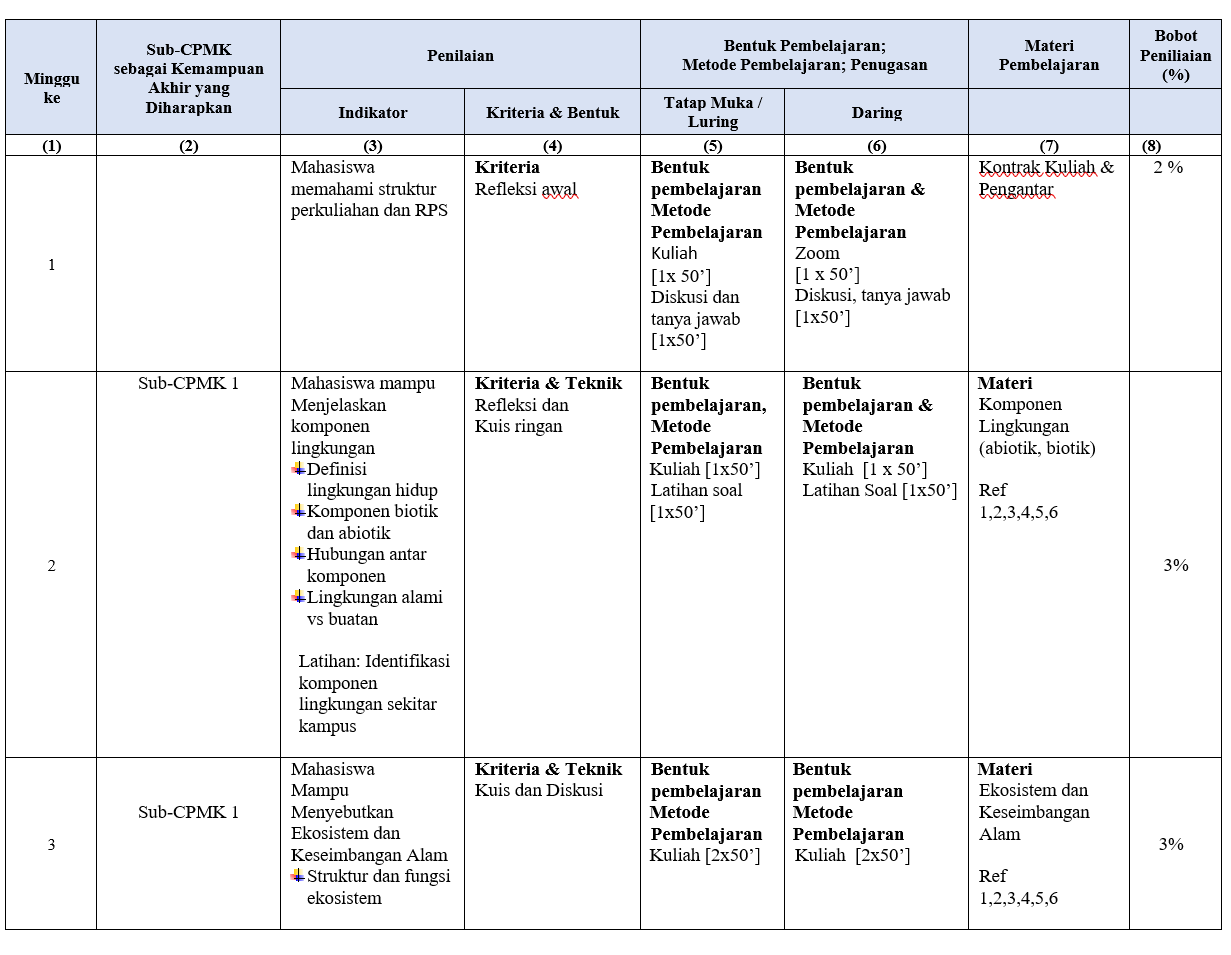 Minggu
ke
Sub-CPMK
sebagai Kemampuan
Akhir yang
Diharapkan
Penilaian
Bentuk Pembelajaran;
Metode Pembelajaran; Penugasan
Materi
Pembelajaran
Bobot
Peniliaian
(%)
Indikator
Kriteria & Bentuk
Tatap Muka /
Luring
Daring
(1)
(2)
(3)
(4)
(5)
(6)
(7)
(8)
1
Mahasiswa
memahami struktur
perkuliahan dan RPS
Kriteria
Refleksi awal
Bentuk
pembelajaran
Metode
Pembelajaran
Kuliah
[1x 50’]
Diskusi dan
tanya jawab
[1x50’]
Bentuk
pembelajaran &
Metode
Pembelajaran
Zoom
[1 x 50’]
Diskusi, tanya jawab
[1x50’]
Kontrak Kuliah &
Pengantar
2 %
2
Sub-CPMK 1
Mahasiswa mampu
Menjelaskan
komponen
lingkungan
Definisi
lingkungan hidup
Komponen biotik
dan abiotik
Hubungan antar
komponen
Lingkungan alami
vs buatan
Latihan: Identifikasi
komponen
lingkungan sekitar
kampus
Kriteria & Teknik
Refleksi dan
Kuis ringan
Bentuk
pembelajaran,
Metode
Pembelajaran
Kuliah [1x50’]
Latihan soal
[1x50’]
Bentuk
pembelajaran &
Metode
Pembelajaran
Kuliah [1 x 50’]
Latihan Soal [1x50’]
Materi
Komponen
Lingkungan
(abiotik, biotik)
Ref
1,2,3,4,5,6
3%
3
Sub-CPMK 1
Mahasiswa
Mampu
Menyebutkan
Ekosistem dan
Keseimbangan Alam
Struktur dan fungsi
ekosistem
Kriteria & Teknik
Kuis dan Diskusi
Bentuk
pembelajaran
Metode
Pembelajaran
Kuliah [2x50’]
Bentuk
pembelajaran
Metode
Pembelajaran
Kuliah [2x50’]
Materi
Ekosistem dan
Keseimbangan
Alam
Ref
1,2,3,4,5,6
3%